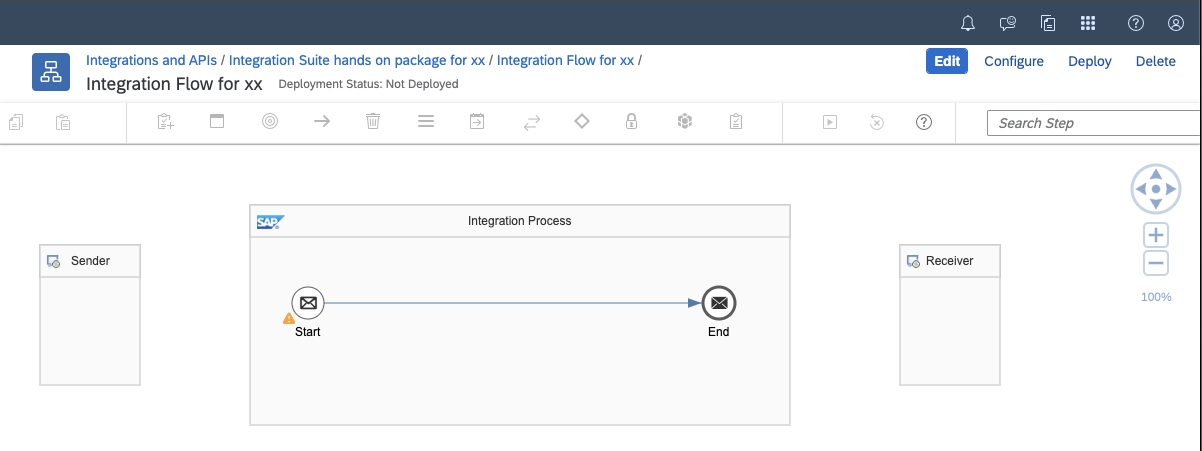 Integrations and APIs / Integration Suite hands on package for xx / Integration Flow for xx /
Integration Flow for xx Deployment Status: Not Deployed
Edit Configure Deploy Delete
Search Step
SAP Integration Process
Sender
Receiver
Start
End
100%